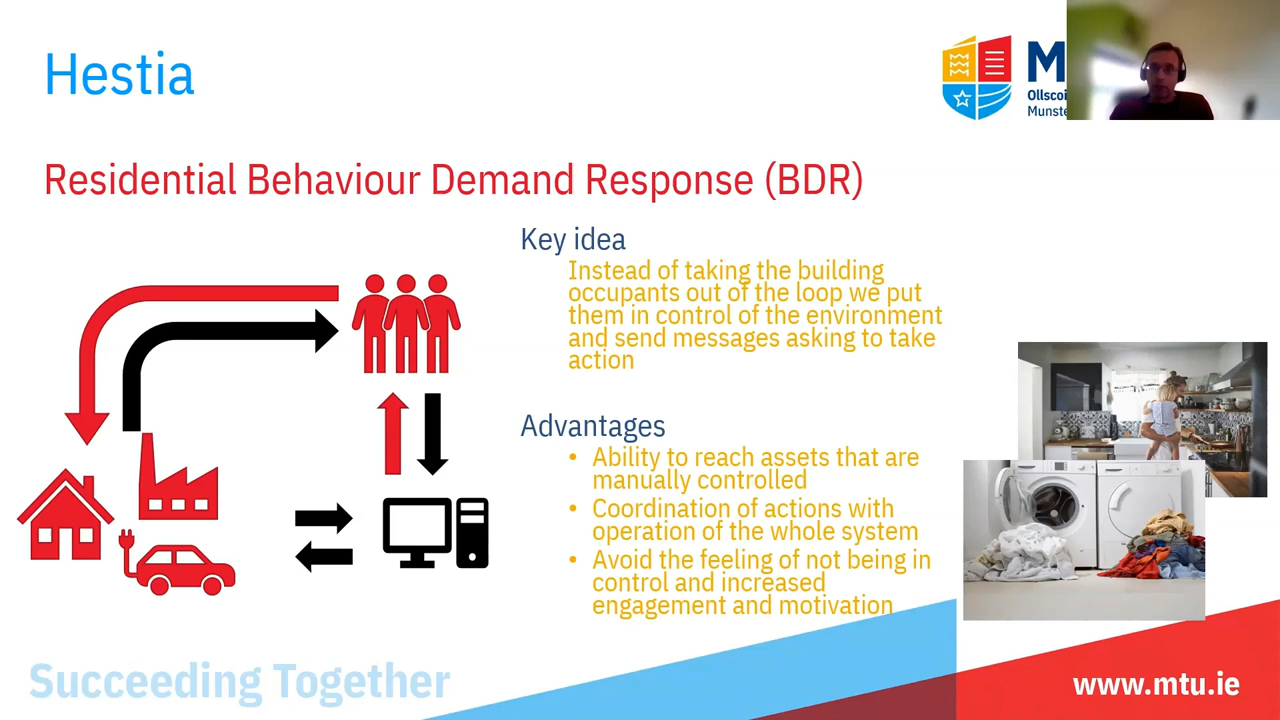 Hestia
M
Ollscoi
Munste
Residential Behaviour Demand Response (BDR)
Key idea
Instead of taking the building
occupants out of the loop we put
them in control of the environment
and send messages asking to take
action
Advantages
• Ability to reach assets that are
manually controlled
• Coordination of actions with
operation of the whole system
• Avoid the feeling of not being in
control and increased
engagement and motivation
Succeeding Together
www.mtu.ie